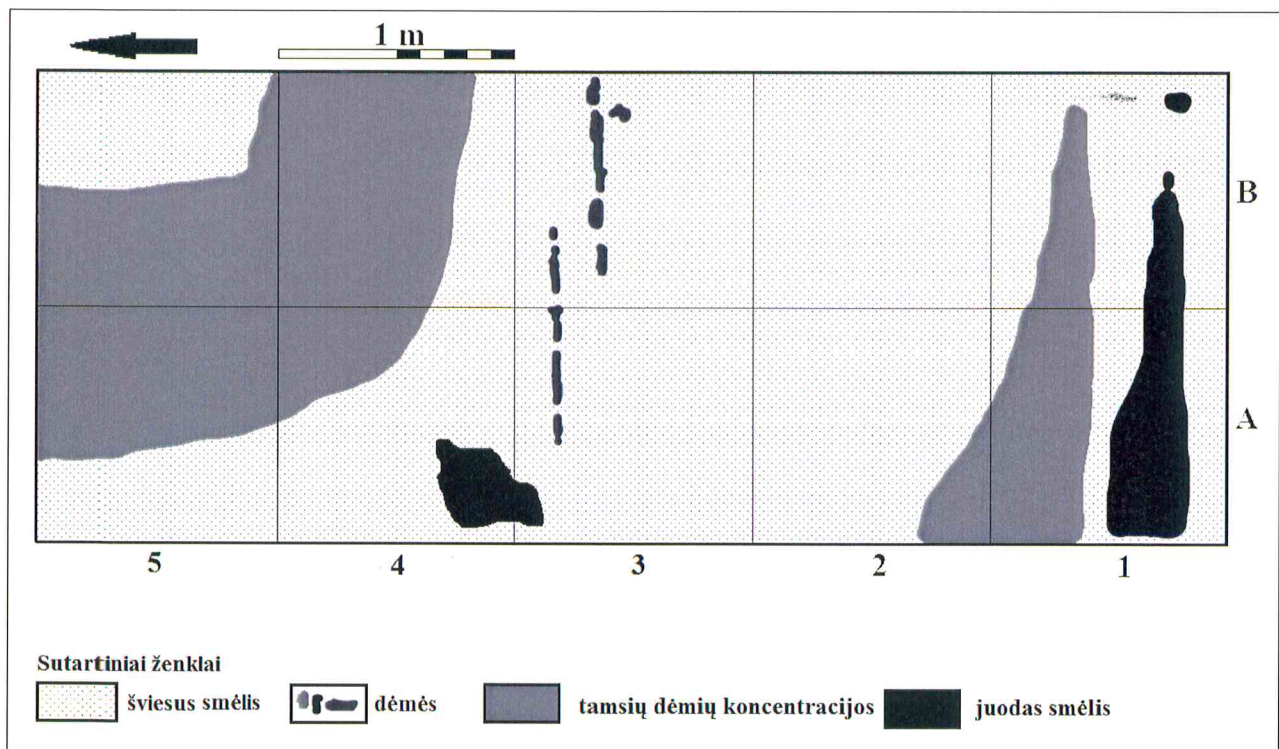 1 m
B
A
5 4 3 2 1
Sutartiniai ženklai
šviesus smėlis dėmės tamsių dėmių koncentracijos juodas smėlis